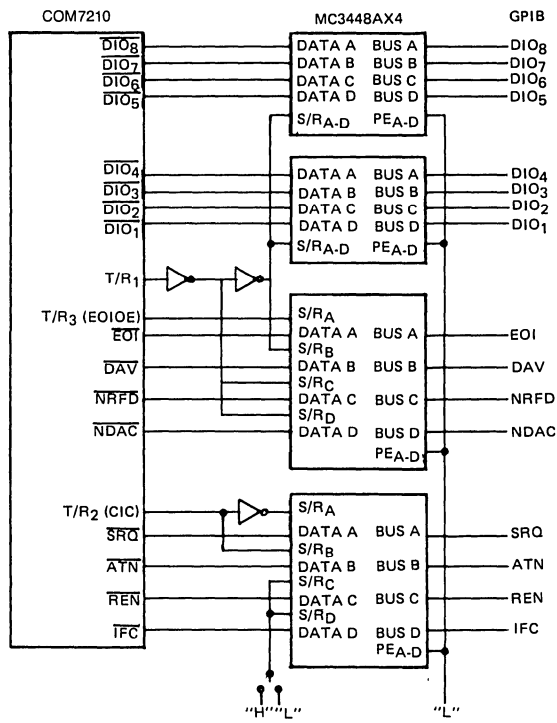 COM7210 MC3448AX4 GPIB
DIO8 DATA A BUS A DIO8
DIO7 DATA B BUS B DIO7
DIO6 DATA C BUS C DIO6
DIO5 DATA D BUS D DIO5
S/RA-D PEA-D
DIO4 DATA A BUS A DIO4
DIO3 DATA B BUS B DIO3
DIO2 DATA C BUS C DIO2
DIO1 DATA D BUS D DIO1
S/RA-D PEA-D
T/R1
T/R3 (EOIOE) S/RA
EOI DATA A BUS A EOI
S/RB
DAV DATA B BUS B DAV
S/RC
NRFD DATA C BUS C NRFD
S/RD
NDAC DATA D BUS D NDAC
PEA-D
T/R2 (CIC) S/RA
SRQ DATA A BUS A SRQ
S/RB
ATN DATA B BUS B ATN
S/RC
REN DATA C BUS C REN
S/RD
IFC DATA D BUS D IFC
PEA-D
"H" "L" "L"